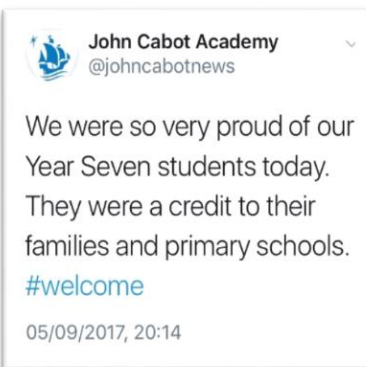 John Cabot Academy
@johncabotnews
We were so very proud of our
Year Seven students today.
They were a credit to their
families and primary schools.
#welcome
05/09/2017, 20:14